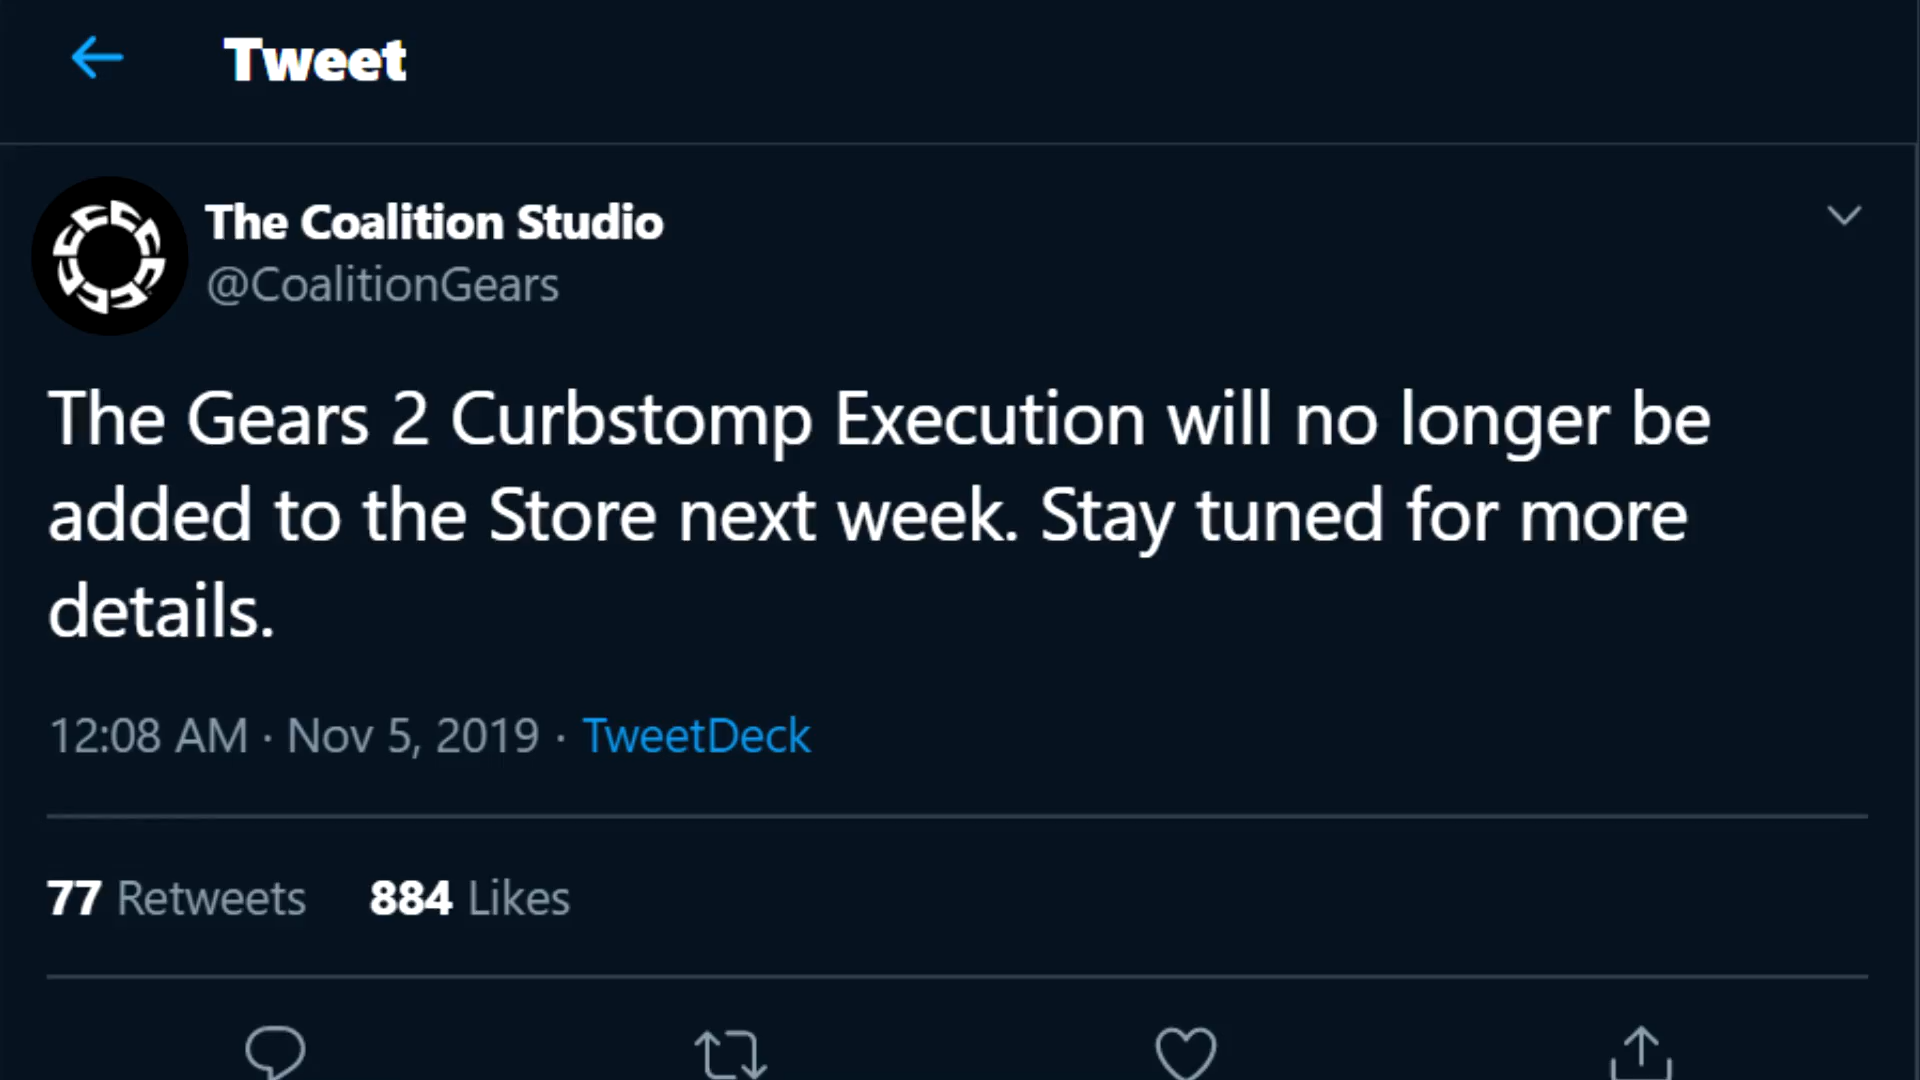 Tweet
The Coalition Studio
@CoalitionGears
The Gears 2 Curbstomp Execution will no longer be
added to the Store next week. Stay tuned for more
details.
12:08 AM · Nov 5, 2019 · TweetDeck
77 Retweets 884 Likes